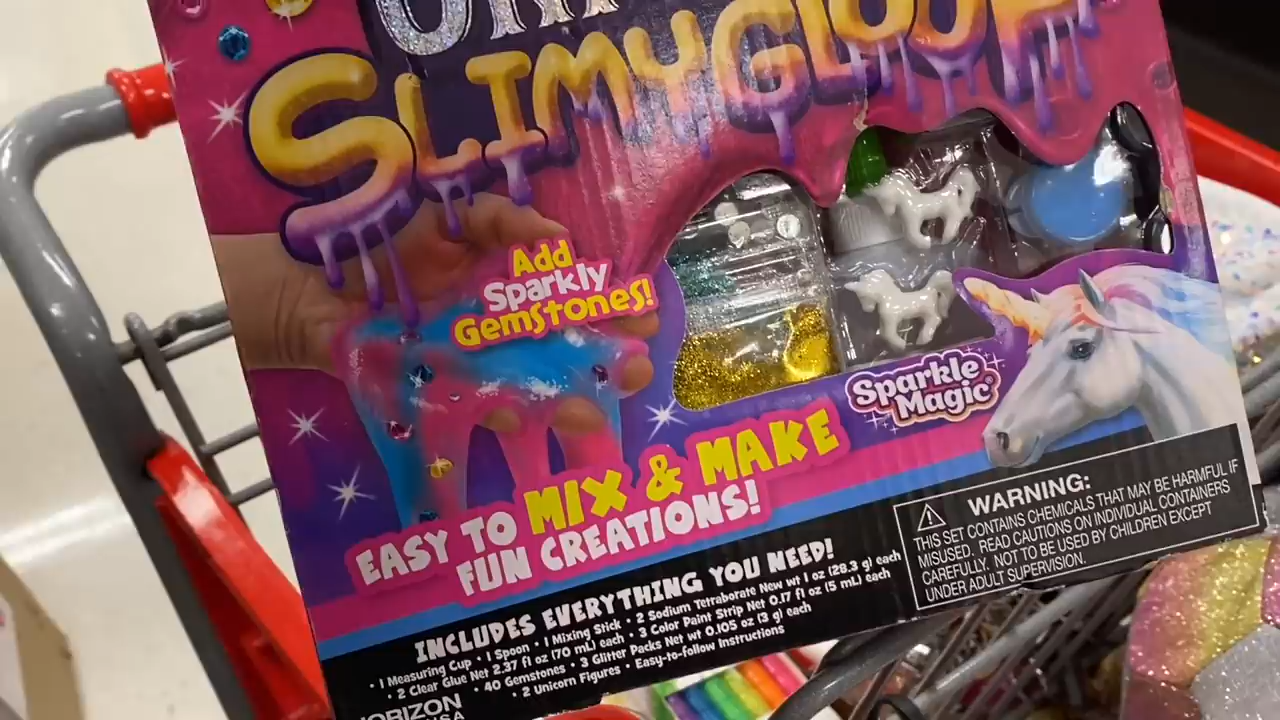 SLIMYGLOOP
Add
Sparkly
Gemstones!
Sparkle
Magic®
EASY TO MIX & MAKE
FUN CREATIONS!
INCLUDES EVERYTHING YOU NEED!
• 1 Measuring Cup • 1 Spoon • 1 Mixing Stick • 2 Sodium Tetraborate New wt 1 oz (28.3 g) each
• 2 Clear Glue Net 2.37 fl oz (70 mL) each • 3 Color Paint Strip Net 0.17 fl oz (5 mL) each
• 40 Gemstones • 3 Glitter Packs Net wt 0.105 oz (3 g) each
• 2 Unicorn Figures • Easy-to-follow Instructions
HORIZON
USA
WARNING:
THIS SET CONTAINS CHEMICALS THAT MAY BE HARMFUL IF
MISUSED. READ CAUTIONS ON INDIVIDUAL CONTAINERS
CAREFULLY. NOT TO BE USED BY CHILDREN EXCEPT
UNDER ADULT SUPERVISION.